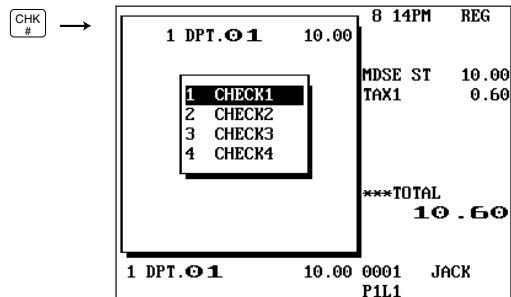 CHK
#
8 14PM REG
1 DPT.01 10.00
MDSE ST 10.00
TAX1 0.60
1 CHECK1
2 CHECK2
3 CHECK3
4 CHECK4
***TOTAL
10.60
1 DPT.01 10.00
0001 JACK
P1L1